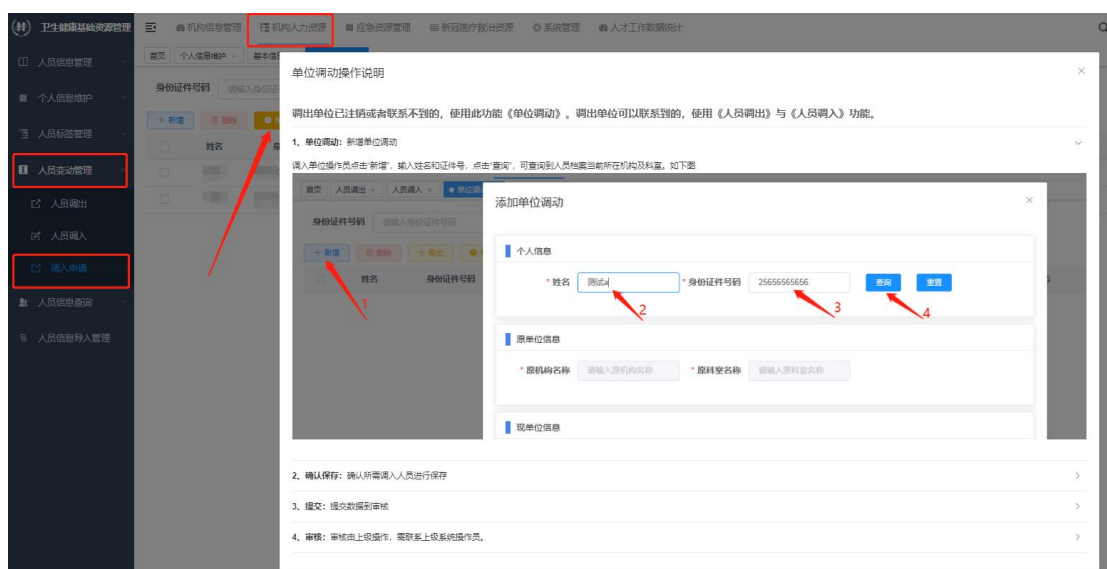 卫生健康基础资源管理
机构信息管理 机构人力资源 应急资源管理 新冠医疗救治资源 系统管理 人才工作数据统计
人员信息管理
个人信息维护
人员标签管理
人员变动管理
人员调出
人员调入
调入申请
人员信息查询
人员信息导入管理
首页 个人信息维护 基本信
身份证件号码 请输入身份证
+ 新增 删除
姓名
单位调动操作说明 ×
调出单位已注销或者联系不到的，使用此功能《单位调动》。调出单位可以联系到的，使用《人员调出》与《人员调入》功能。
1、单位调动：新增单位调动
调入单位操作员点击"新增"，输入姓名和证件号，点击"查询"，可查询到人员档案当前所在机构及科室。如下图
首页 人员调出 × 人员调入 × 单位调
身份证件号码 请输入身份证件号码
+ 新增 删除 导出
姓名 身份证件号码
1
添加单位调动 ×
个人信息
* 姓名 测试a * 身份证件号码 25656565656 查询 重置
2 3 4
原单位信息
* 原机构名称 请输入原机构名称 * 原科室名称 请输入原科室名称
现单位信息
2、确认保存：确认所需调入人员进行保存
3、提交：提交数据到审核
4、审核：审核由上级操作，需联系上级系统操作员。